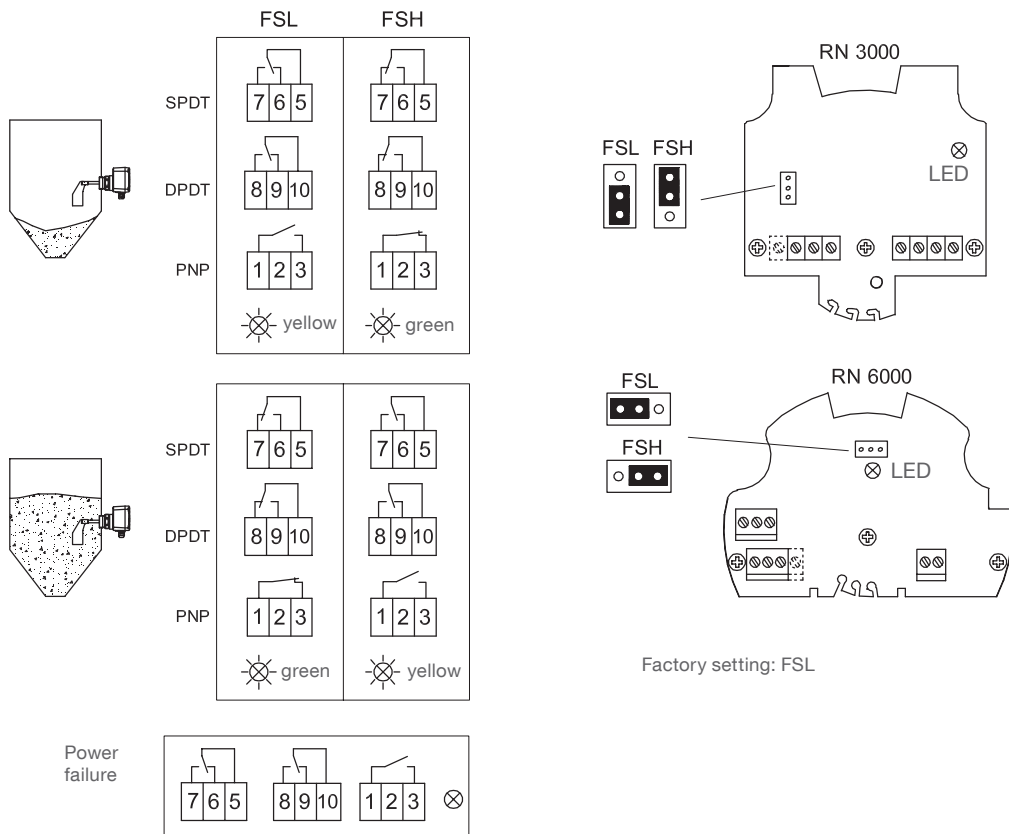 FSL FSH
SPDT 7 6 5 7 6 5
DPDT 8 9 10 8 9 10
PNP 1 2 3 1 2 3
yellow green
SPDT 7 6 5 7 6 5
DPDT 8 9 10 8 9 10
PNP 1 2 3 1 2 3
green yellow
Power
failure
7 6 5 8 9 10 1 2 3
RN 3000
FSL FSH
LED
RN 6000
FSL
FSH
LED
Factory setting: FSL